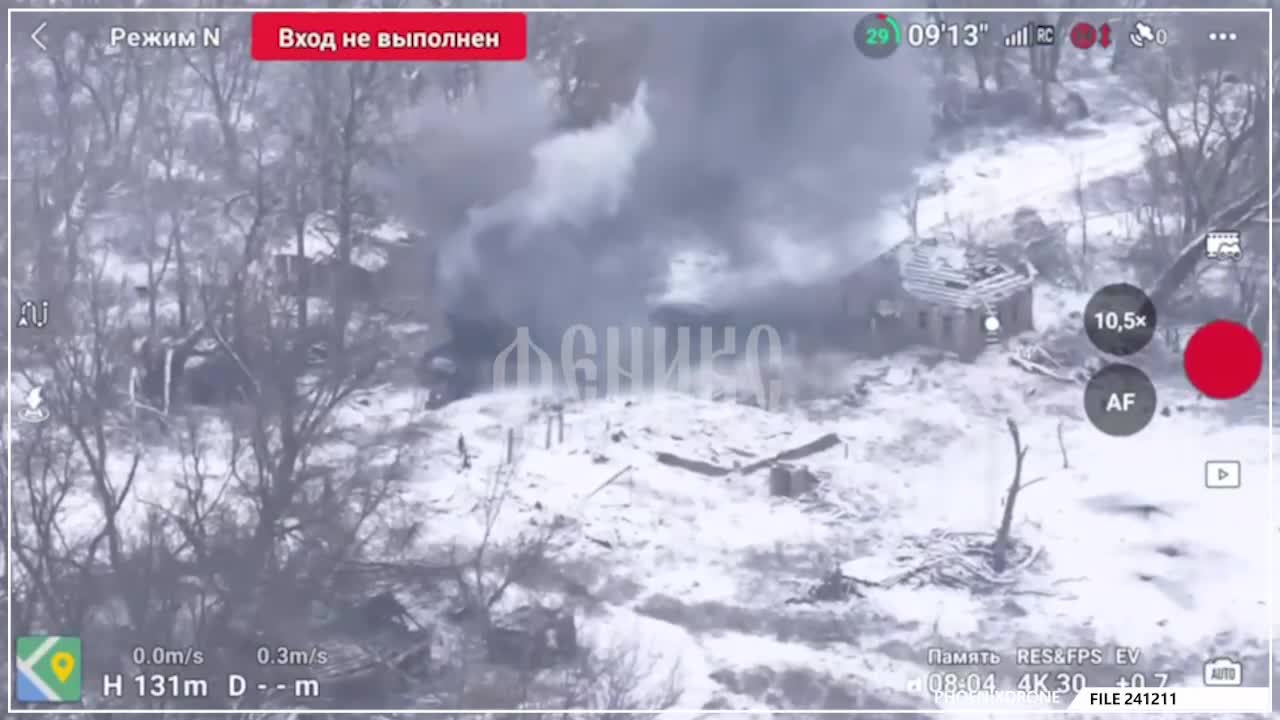 Режим N
Вход не выполнен
29
09'13"
RC
0
10,5×
AF
ФЕНИКС
0.0m/s
0.3m/s
H 131m
D - - m
Память
RES&FPS
EV
08:04
4K 30
+0.7
AUTO
PHOENIXDRONE
FILE 241211